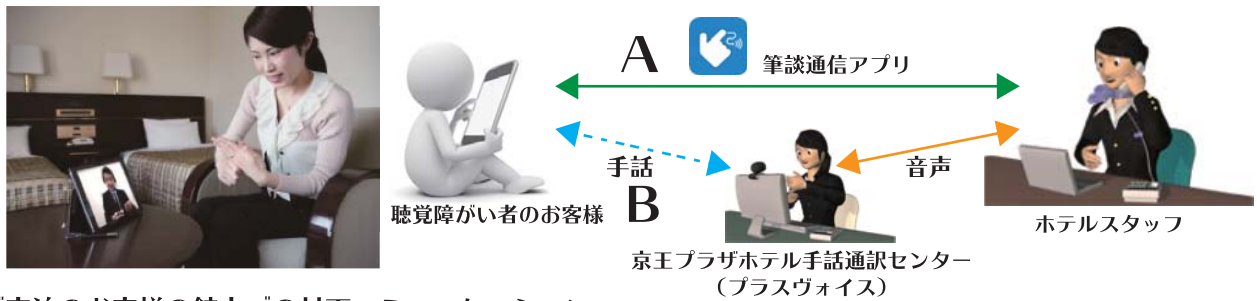 A
筆談通信アプリ
手話
音声
B
聴覚障がい者のお客様
ホテルスタッフ
京王プラザホテル手話通訳センター
(プラスヴォイス)